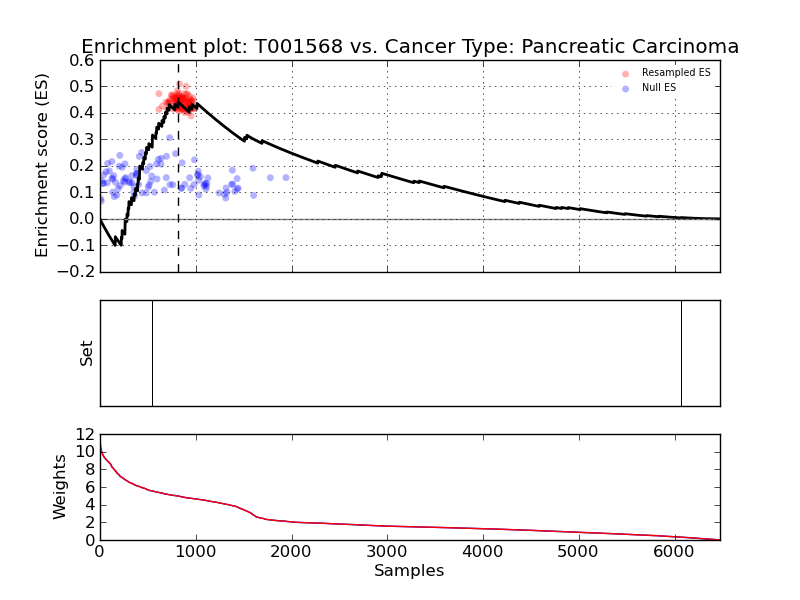 Enrichment plot: T001568 vs. Cancer Type: Pancreatic Carcinoma
0.6
0.5
0.4
0.3
0.2
0.1
0.0
−0.1
−0.2
Enrichment score (ES)
Resampled ES
Null ES
Set
12
10
8
6
4
2
0
Weights
0 1000 2000 3000 4000 5000 6000
Samples